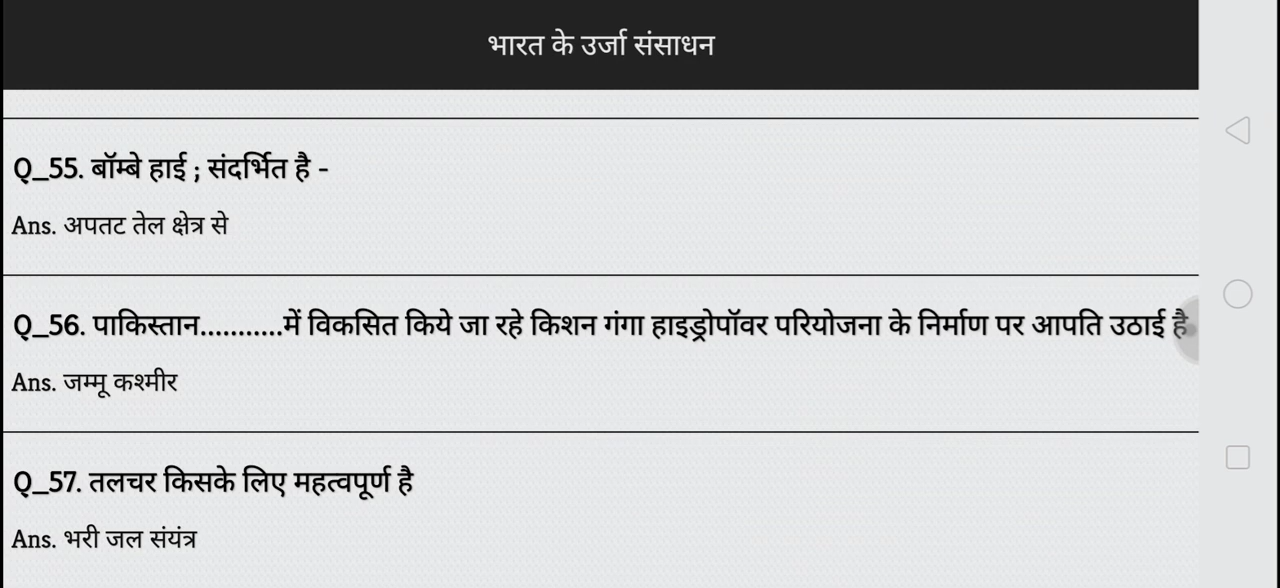 भारत के उर्जा संसाधन
Q_55. बॉम्बे हाई ; संदर्भित है -
Ans. अपतट तेल क्षेत्र से
Q_56. पाकिस्तान...........में विकसित किये जा रहे किशन गंगा हाइड्रोपॉवर परियोजना के निर्माण पर आपति उठाई है
Ans. जम्मू कश्मीर
Q_57. तलचर किसके लिए महत्वपूर्ण है
Ans. भरी जल संयंत्र